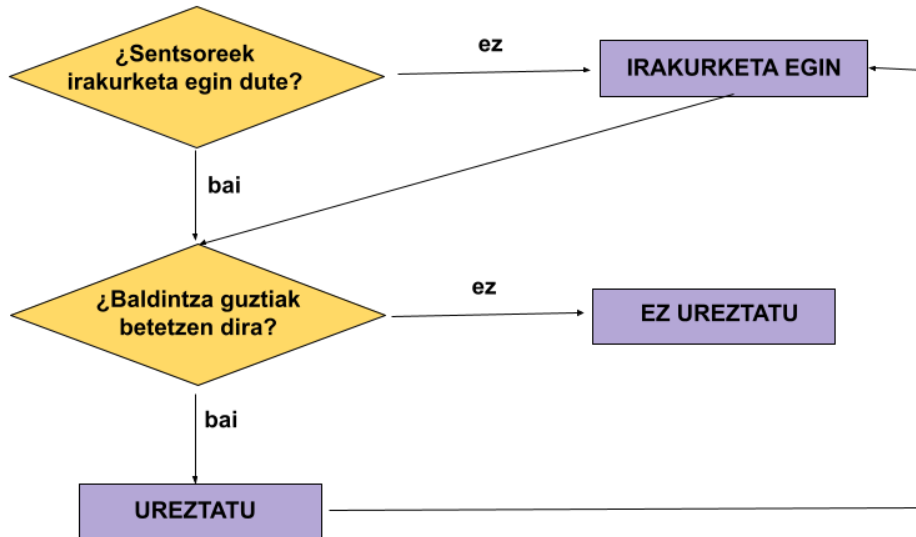 ¿Sentsoreek
irakurketa egin dute?
ez
IRAKURKETA EGIN
bai
¿Baldintza guztiak
betetzen dira?
ez
EZ UREZTATU
bai
UREZTATU